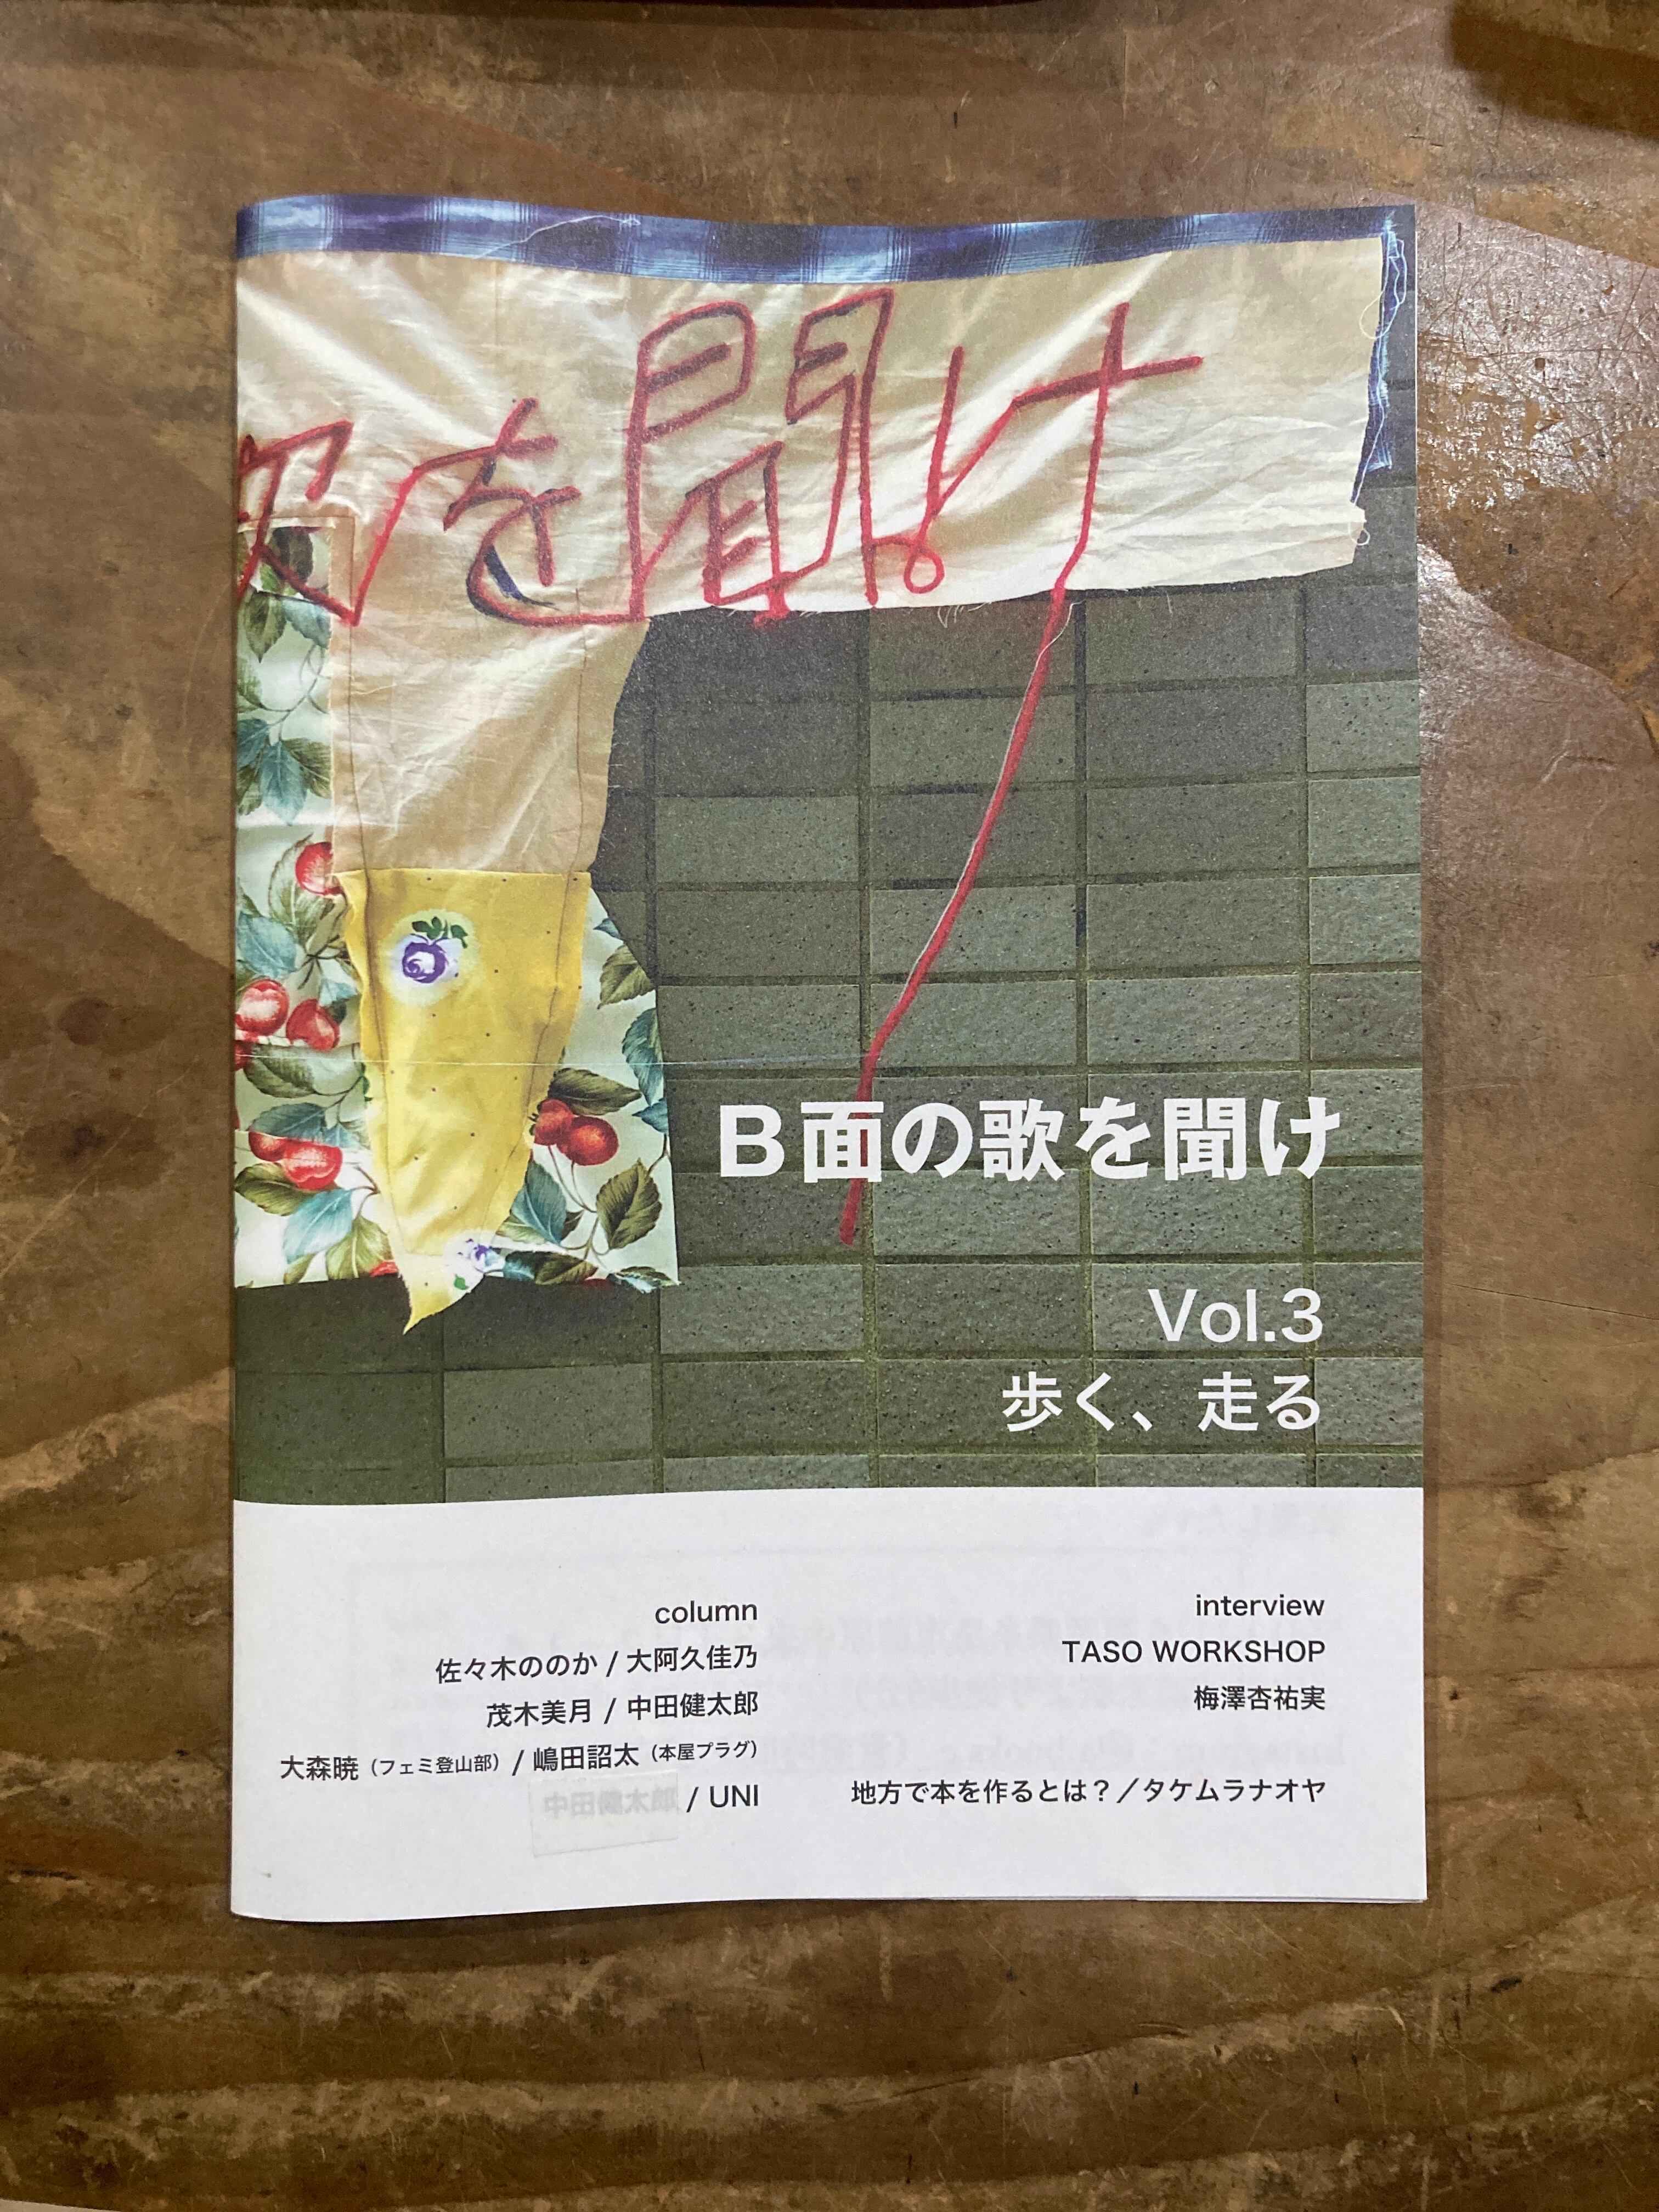 を聞け
B面の歌を聞け
Vol.3
歩く、走る
column
佐々木ののか / 大阿久佳乃
茂木美月 / 中田健太郎
大森暁（フェミ登山部）/ 嶋田詔太（本屋プラグ）
中田健太郎 / UNI
interview
TASO WORKSHOP
梅澤杏祐実
地方で本を作るとは？／タケムラナオヤ